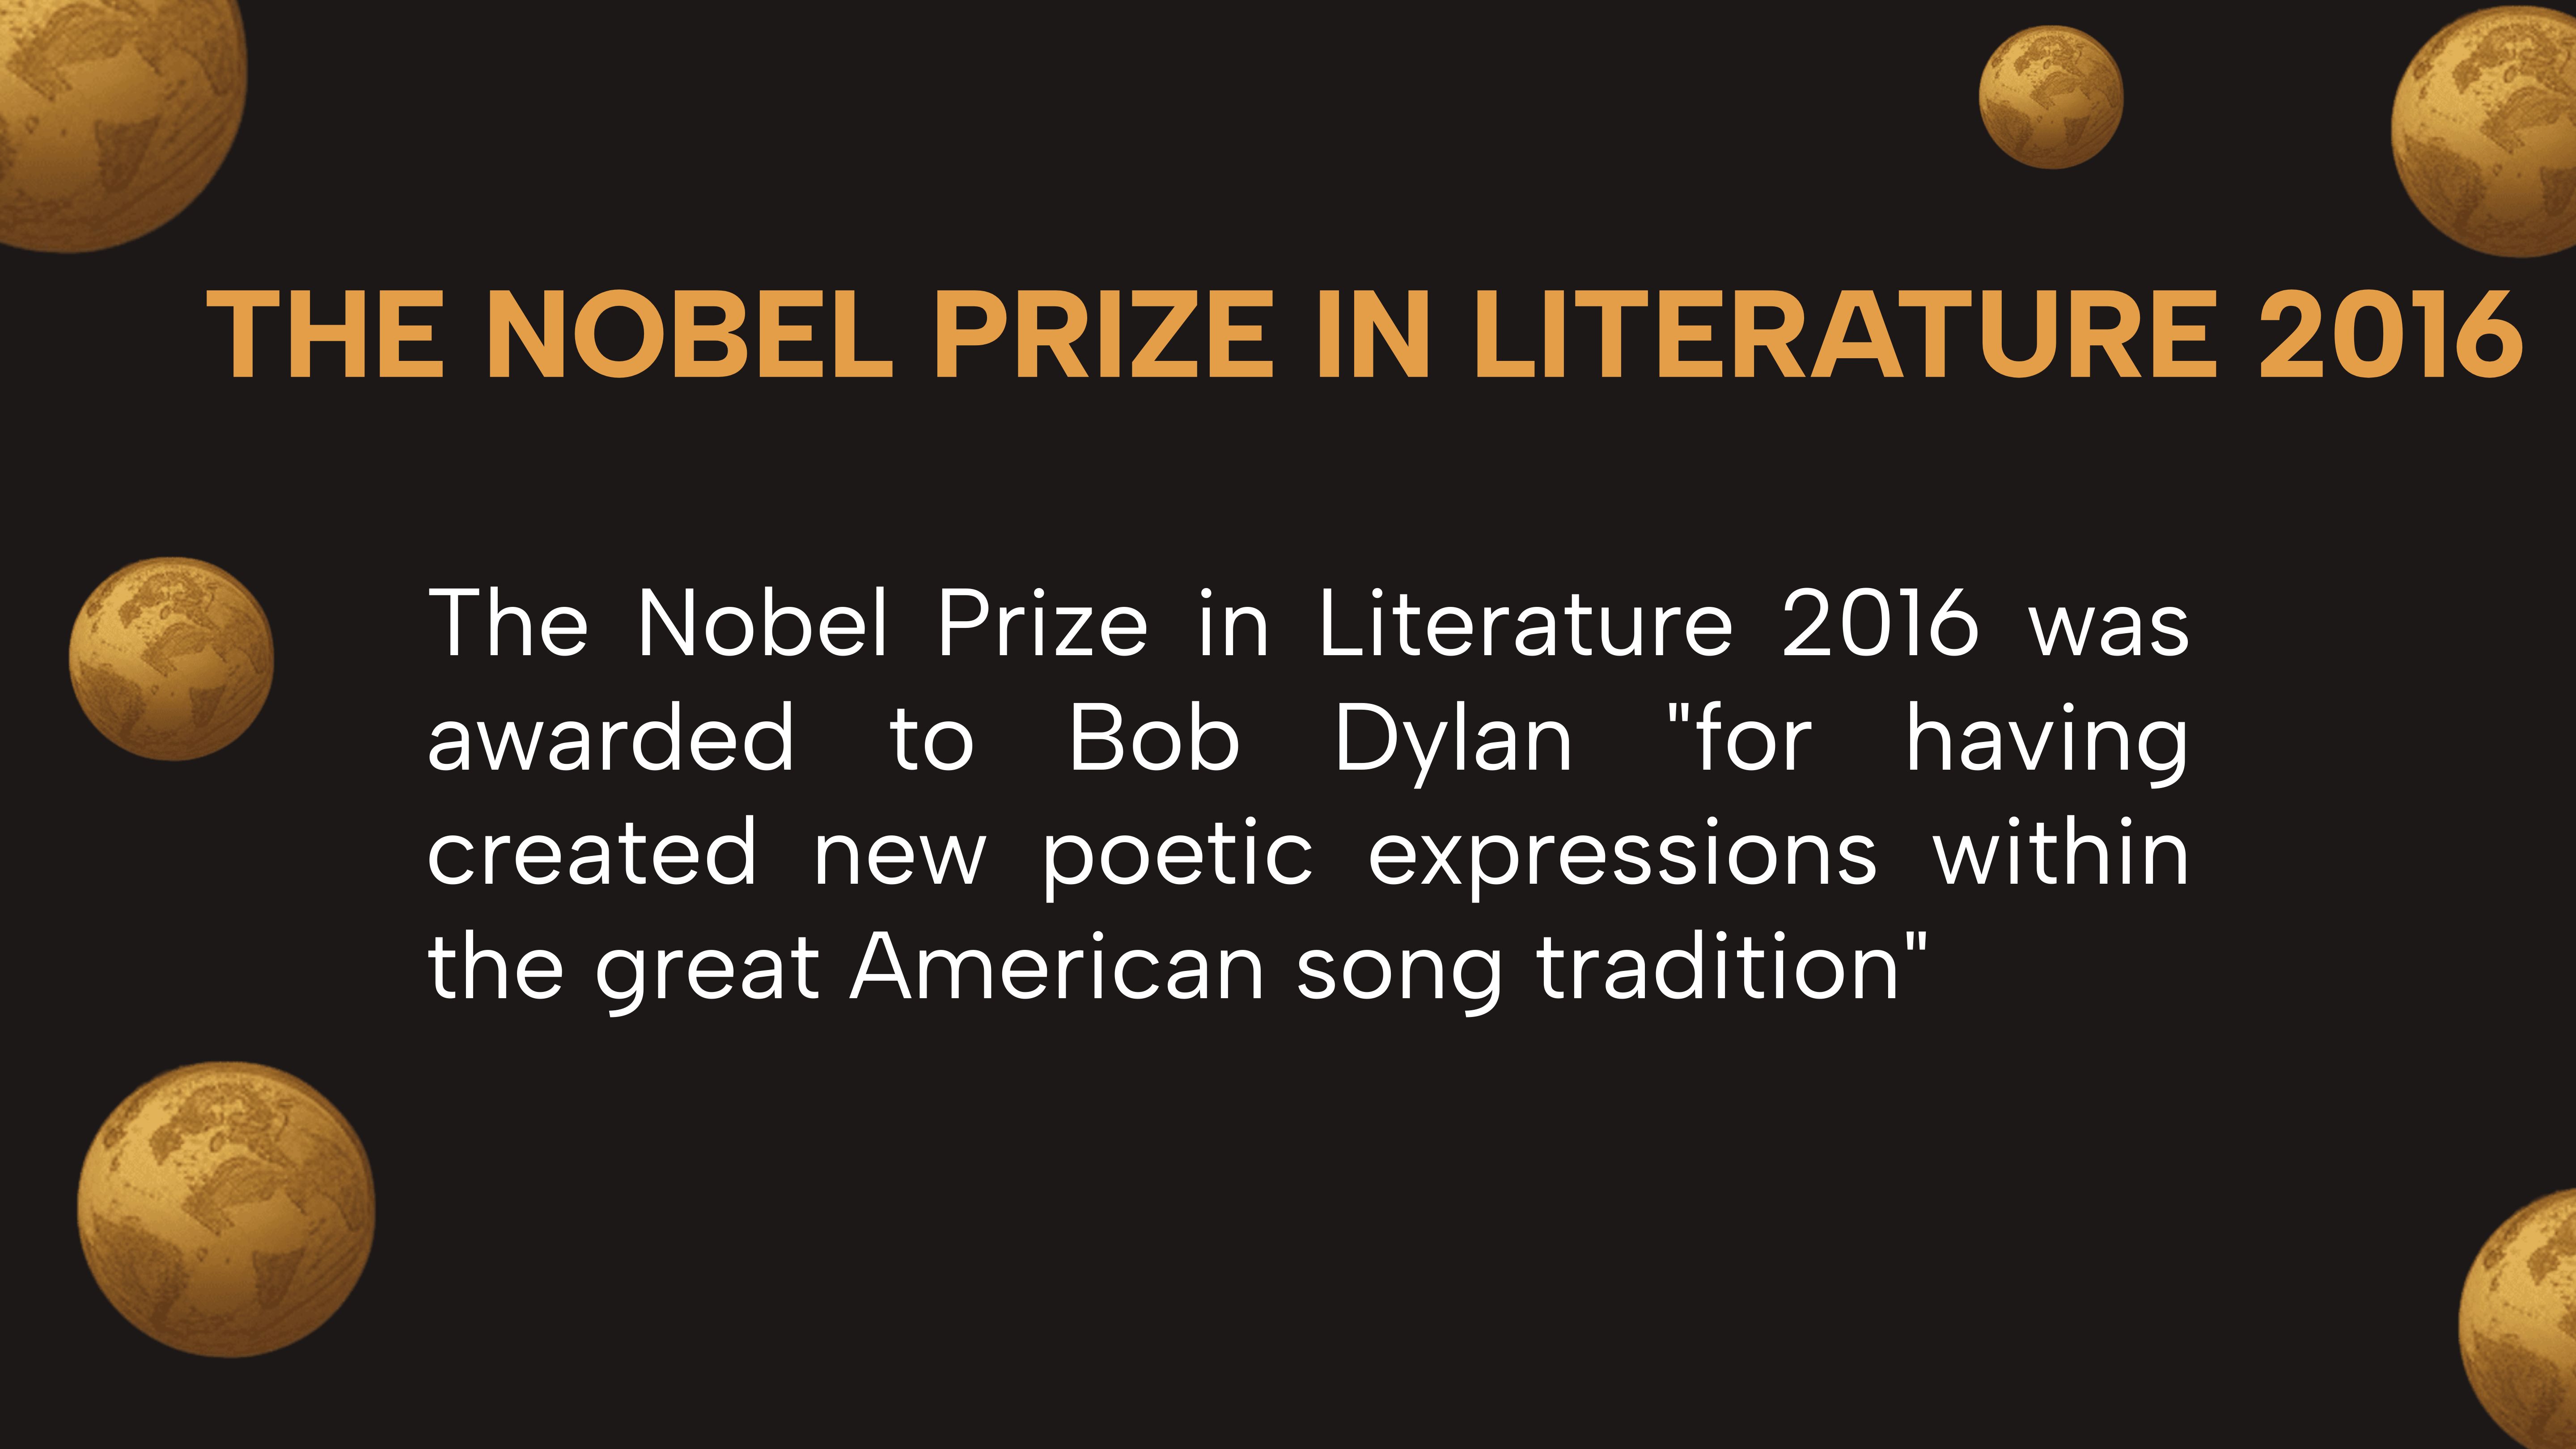 THE NOBEL PRIZE IN LITERATURE 2016
The Nobel Prize in Literature 2016 was
awarded to Bob Dylan "for having
created new poetic expressions within
the great American song tradition"